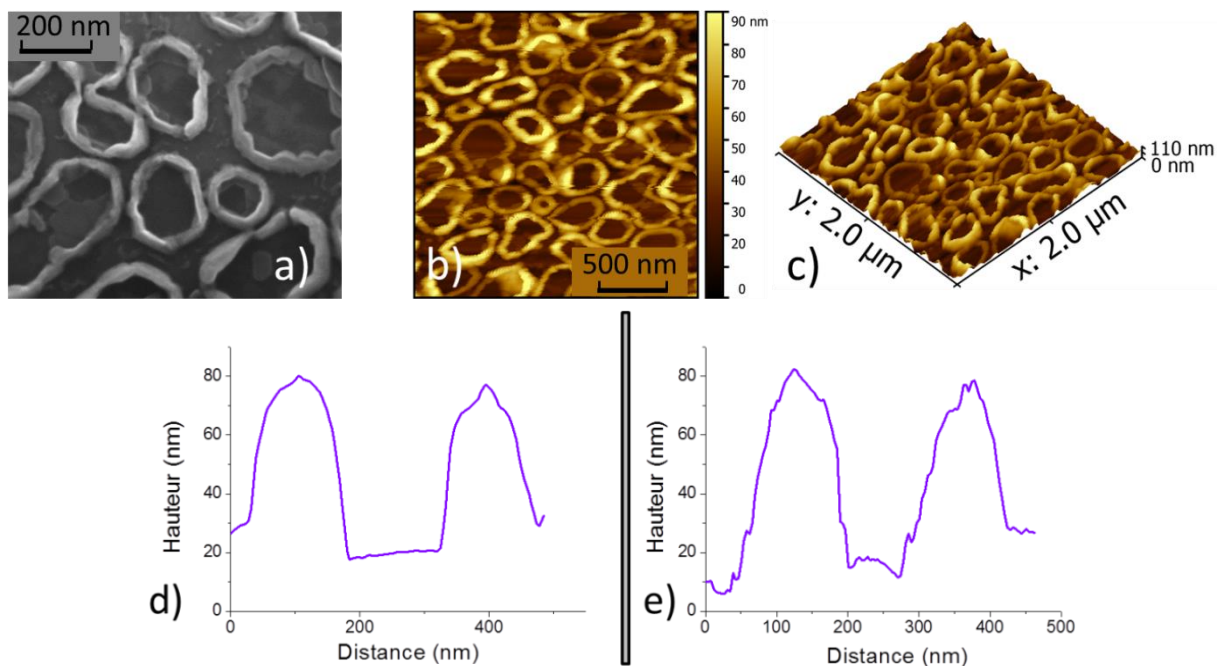 200 nm
a)
b)
500 nm
90 nm
80
70
60
50
40
30
20
10
0
c)
110 nm
0 nm
y: 2.0 µm
x: 2.0 µm
d)
Hauteur (nm)
80
60
40
20
0
0 200 400
Distance (nm)
e)
Hauteur (nm)
80
60
40
20
0
0 100 200 300 400 500
Distance (nm)